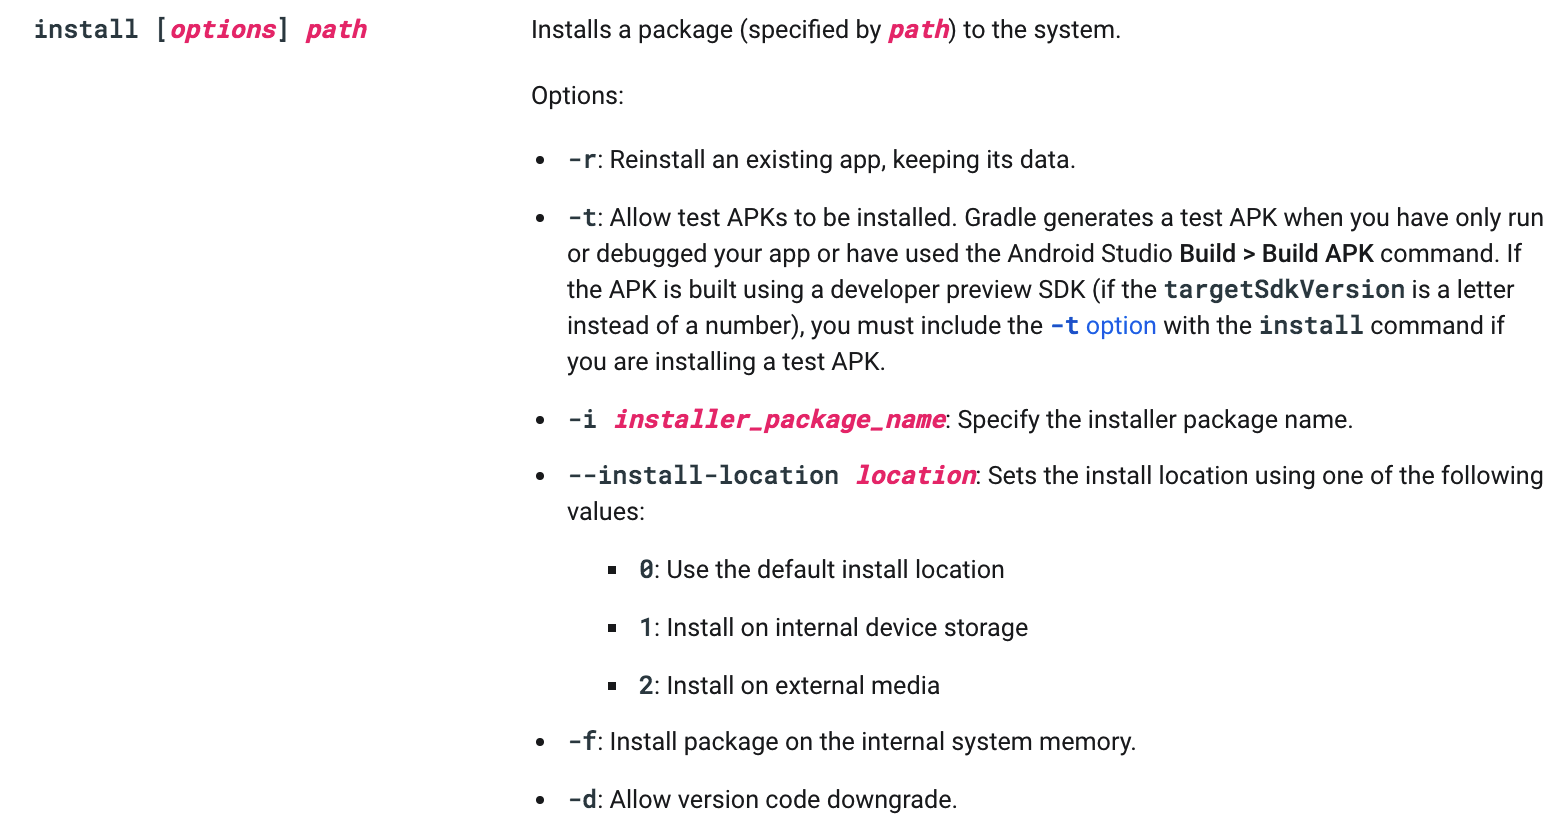 install [options] path
Installs a package (specified by path) to the system.
Options:
• -r: Reinstall an existing app, keeping its data.
• -t: Allow test APKs to be installed. Gradle generates a test APK when you have only run
or debugged your app or have used the Android Studio Build > Build APK command. If
the APK is built using a developer preview SDK (if the targetSdkVersion is a letter
instead of a number), you must include the -t option with the install command if
you are installing a test APK.
• -i installer_package_name: Specify the installer package name.
• --install-location location: Sets the install location using one of the following
values:
▪ 0: Use the default install location
▪ 1: Install on internal device storage
▪ 2: Install on external media
• -f: Install package on the internal system memory.
• -d: Allow version code downgrade.